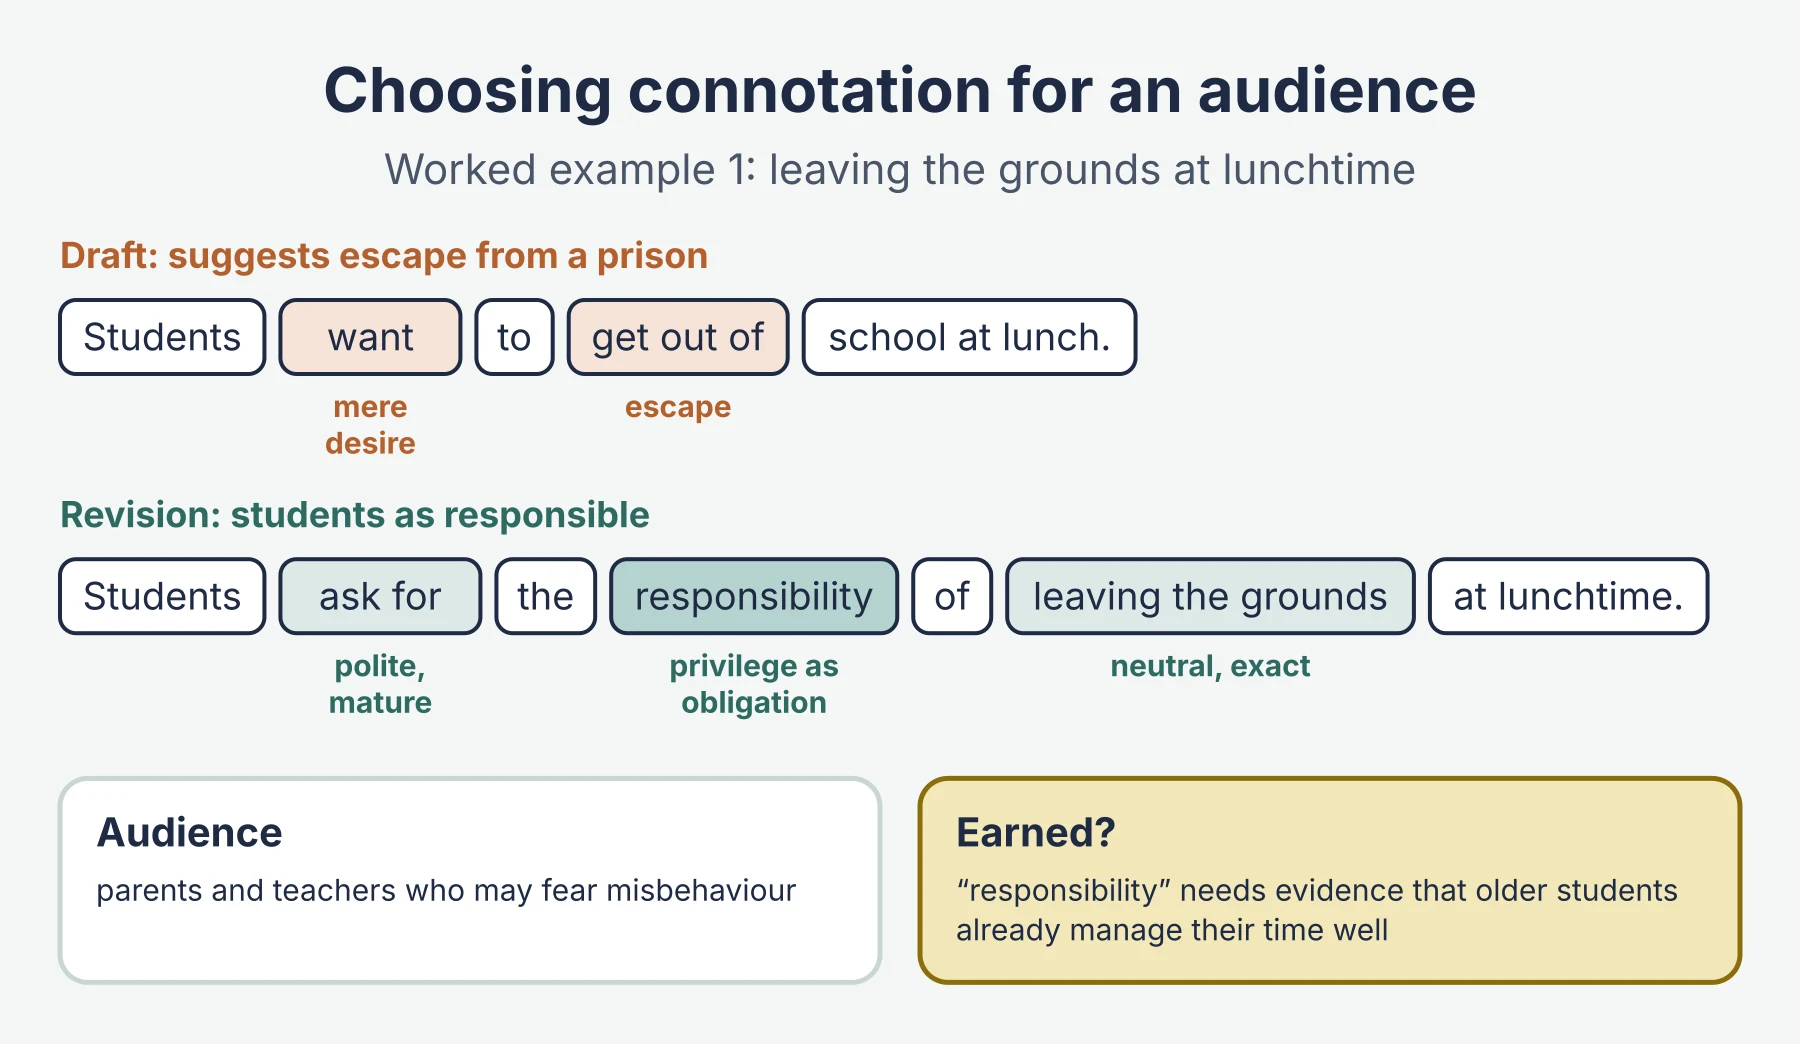 Choosing connotation for an audience
Worked example 1: leaving the grounds at lunchtime
Draft: suggests escape from a prison
Students want to get out of school at lunch.
mere
desire
escape
Revision: students as responsible
Students ask for the responsibility of leaving the grounds at lunchtime.
polite,
mature
privilege as
obligation
neutral, exact
Audience
parents and teachers who may fear misbehaviour
Earned?
“responsibility” needs evidence that older students
already manage their time well